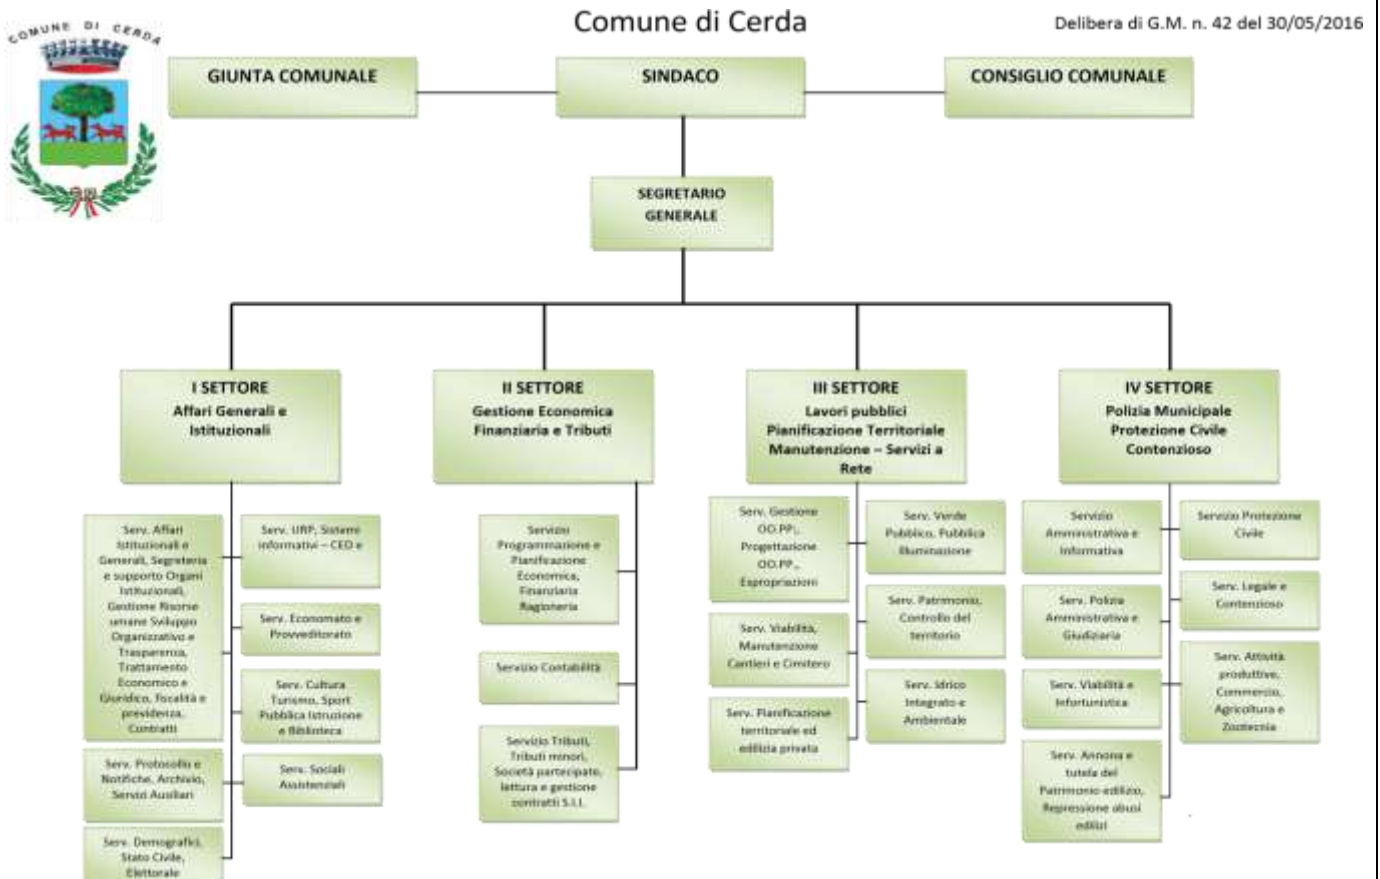 COMUNE DI CERDA
Comune di Cerda
Delibera di G.M. n. 42 del 30/05/2016
GIUNTA COMUNALE
SINDACO
CONSIGLIO COMUNALE
SEGRETARIO
GENERALE
I SETTORE
Affari Generali e
Istituzionali
II SETTORE
Gestione Economica
Finanziaria e Tributi
III SETTORE
Lavori pubblici
Pianificazione Territoriale
Manutenzione – Servizi a
Rete
IV SETTORE
Polizia Municipale
Protezione Civile
Contenzioso
Serv. Affari
Istituzionali e
Generali, Segreteria
e supporto Organi
Istituzionali,
Gestione Risorse
umane Sviluppo
Organizzativo e
Trasparenza,
Trattamento
Economico e
Giuridico, fiscalità e
previdenza,
Contratti
Serv. Protocollo e
Notifiche, Archivio,
Servizi Ausiliari
Serv. Demografici,
Stato Civile,
Elettorale
Serv. URP, Sistemi
informativi – CED e
Serv. Economato e
Provveditorato
Serv. Cultura
Turismo, Sport
Pubblica Istruzione
e Biblioteca
Serv. Sociali
Assistenziali
Servizio
Programmazione e
Pianificazione
Economica,
Finanziaria
Ragioneria
Servizio Contabilità
Servizio Tributi,
Tributi minori,
Società partecipate,
lettura e gestione
contratti S.I.I.
Serv. Gestione
OO.PP.,
Progettazione
OO.PP.,
Espropriazioni
Serv. Viabilità,
Manutenzione
Cantieri e Cimitero
Serv. Pianificazione
territoriale ed
edilizia privata
Serv. Verde
Pubblico, Pubblica
Illuminazione
Serv. Patrimonio,
Controllo del
territorio
Serv. Idrico
Integrato e
Ambientale
Servizio
Amministrativa e
Informativa
Serv. Polizia
Amministrativa e
Giudiziaria
Serv. Viabilità e
Infortunistica
Serv. Annona e
tutela del
Patrimonio edilizio,
Repressione abusi
edilizi
Servizio Protezione
Civile
Serv. Legale e
Contenzioso
Serv. Attività
produttive,
Commercio,
Agricoltura e
Zootecnia